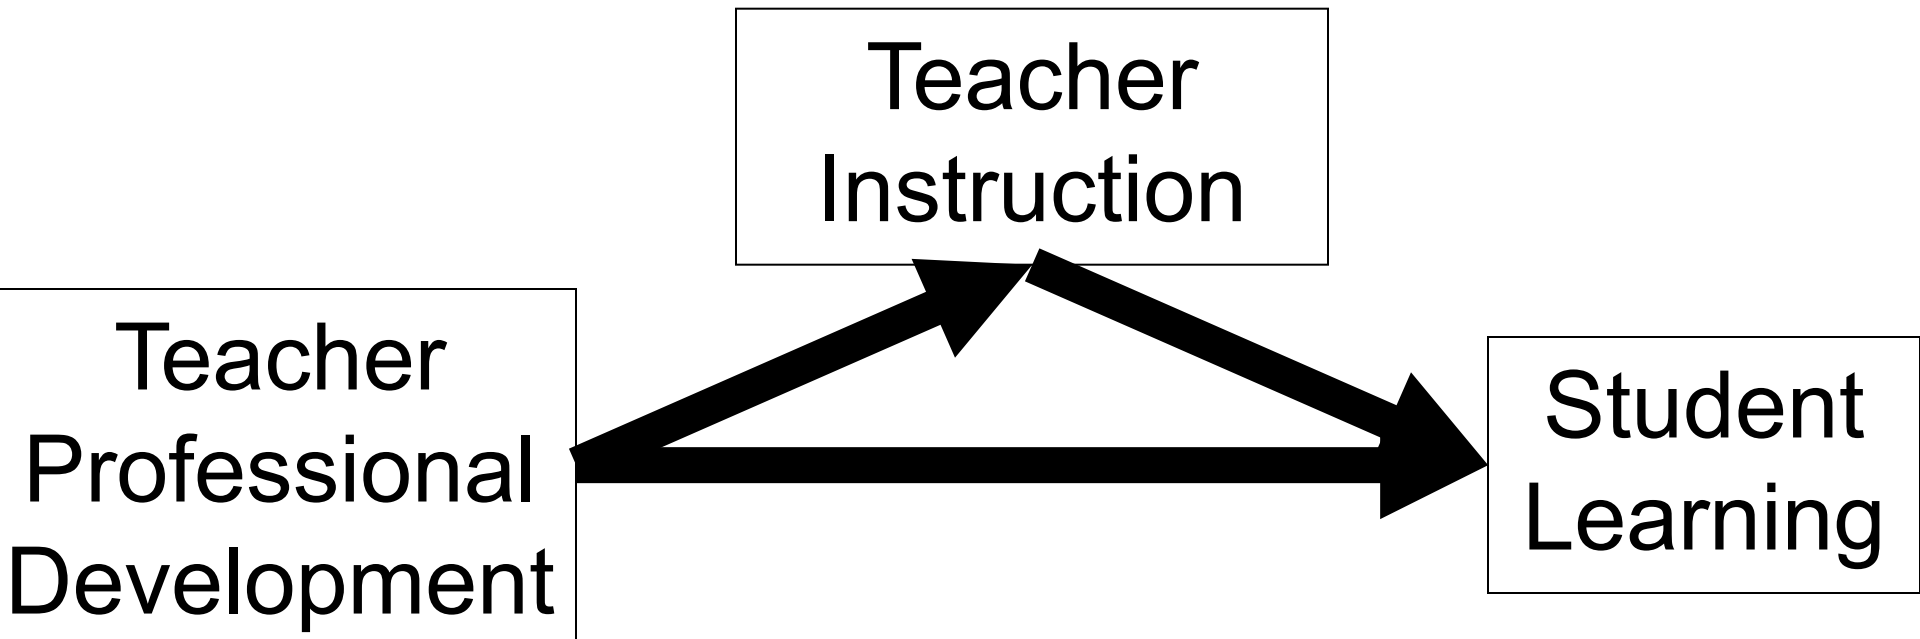 Teacher
Instruction
Teacher
Professional
Development
Student
Learning